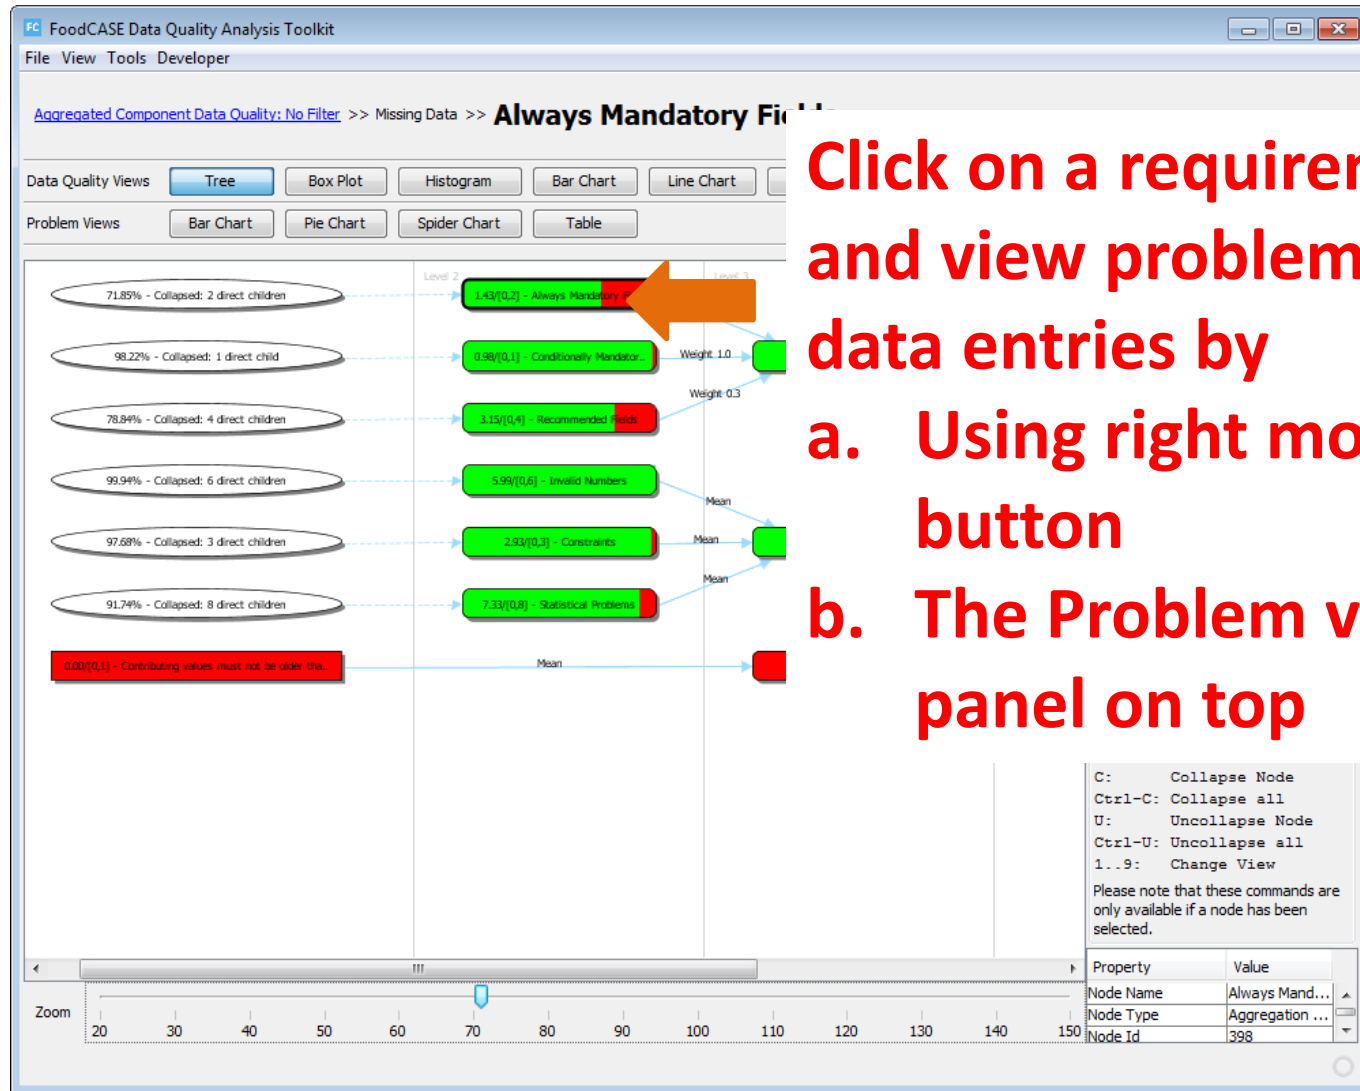 FC FoodCASE Data Quality Analysis Toolkit
File View Tools Developer
Aggregated Component Data Quality: No Filter >> Missing Data >> Always Mandatory
Data Quality Views Tree Box Plot Histogram Bar Chart Line Chart
Problem Views Bar Chart Pie Chart Spider Chart Table
Click on a
and view problem
data entries by
a. Using right
button
b. The Problem
panel on top
Level 2 Level 3
71.85% - Collapsed: 2 direct children
1.43/[0,2] - Always Mandatory
98.22% - Collapsed: 1 direct child
0.98/[0,1] - Conditionally Mandator...
Weight 1.0
Weight 0.3
78.84% - Collapsed: 4 direct children
3.15/[0,4] - Recommended Fields
99.94% - Collapsed: 6 direct children
5.99/[0,6] - Invalid Numbers
Mean
97.68% - Collapsed: 3 direct children
2.93/[0,3] - Constraints
Mean
Mean
91.74% - Collapsed: 8 direct children
7.33/[0,8] - Statistical Problems
0.00/[0,1] - Contributing values must not be older tha...
Mean
C: Collapse Node
Ctrl-C: Collapse all
U: Uncollapse Node
Ctrl-U: Uncollapse all
1..9: Change View
Please note that these commands are
only available if a node has been
selected.
Property Value
Node Name Always Mand...
Node Type Aggregation ...
Node Id 398
Zoom
20 30 40 50 60 70 80 90 100 110 120 130 140 150